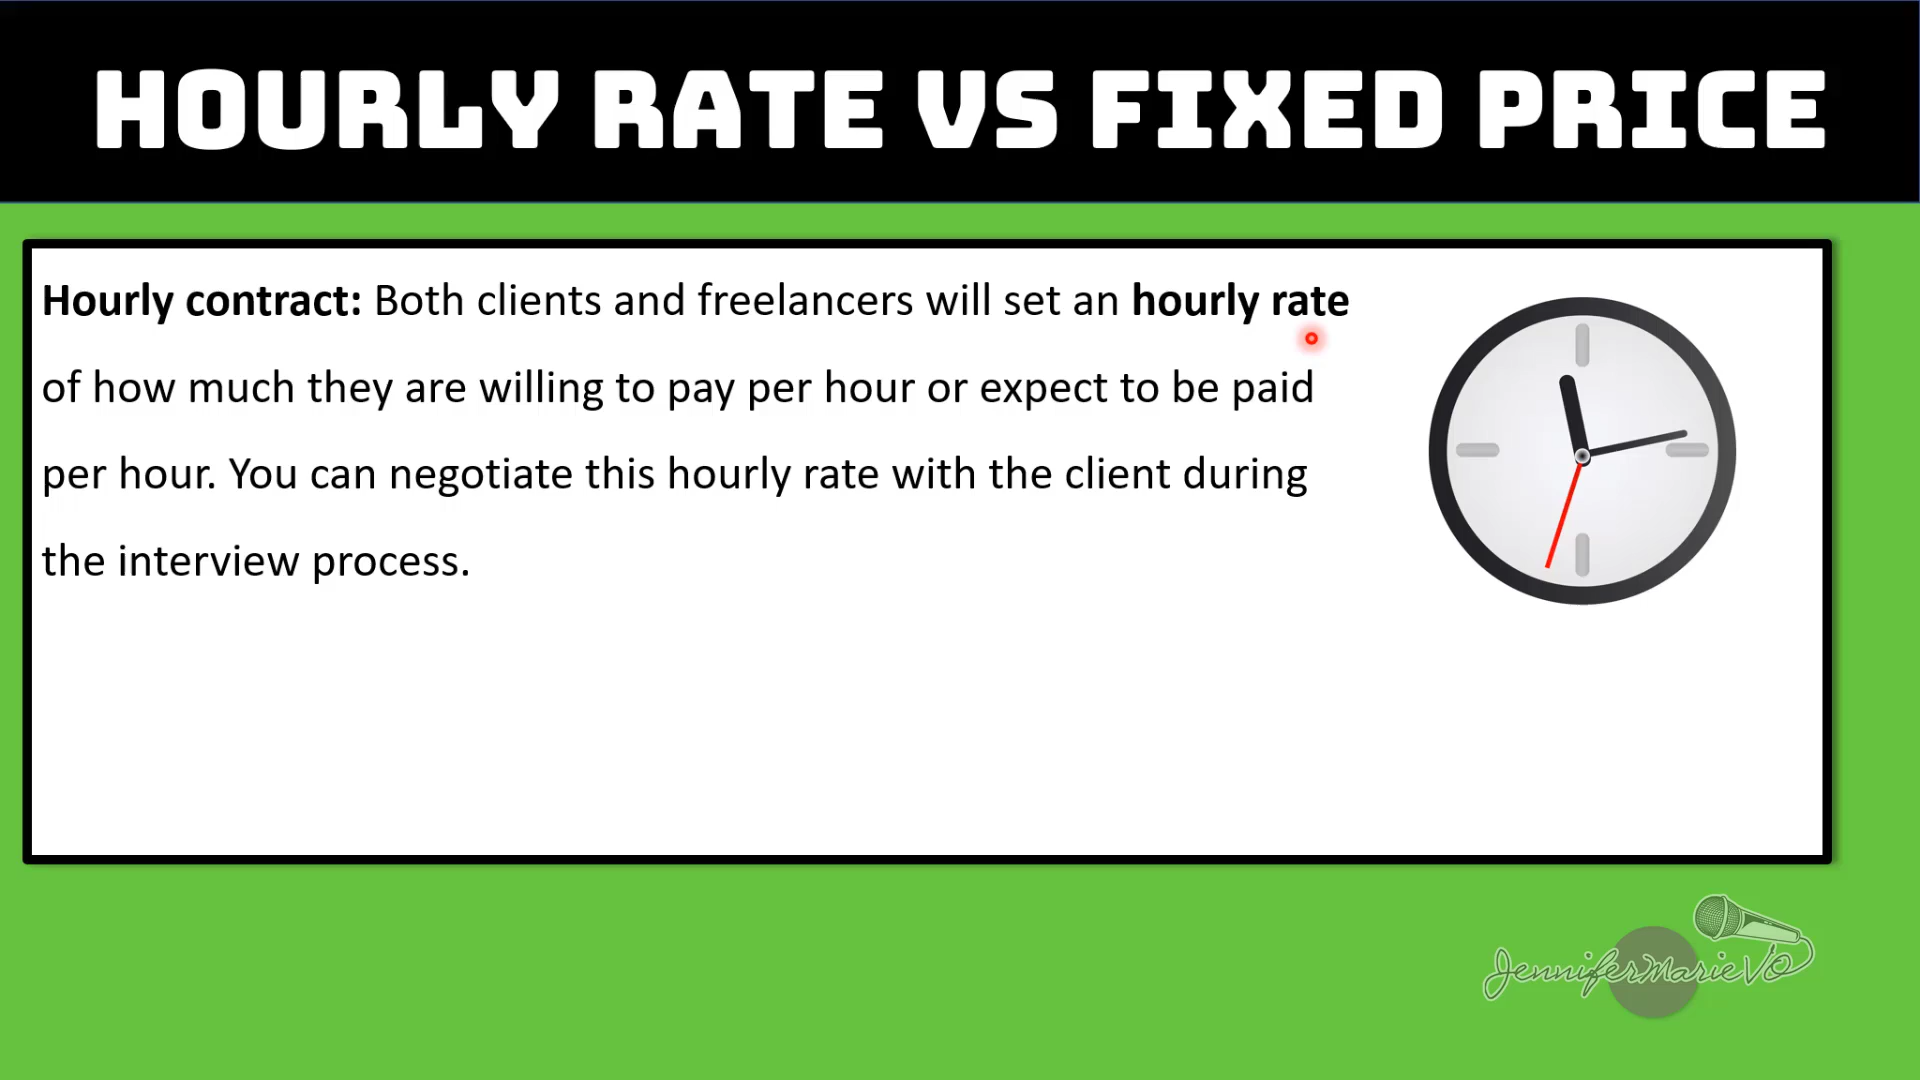 HOURLY RATE VS FIXED PRICE
Hourly contract: Both clients and freelancers will set an hourly rate
of how much they are willing to pay per hour or expect to be paid
per hour. You can negotiate this hourly rate with the client during
the interview process.
JenniferMarieVO